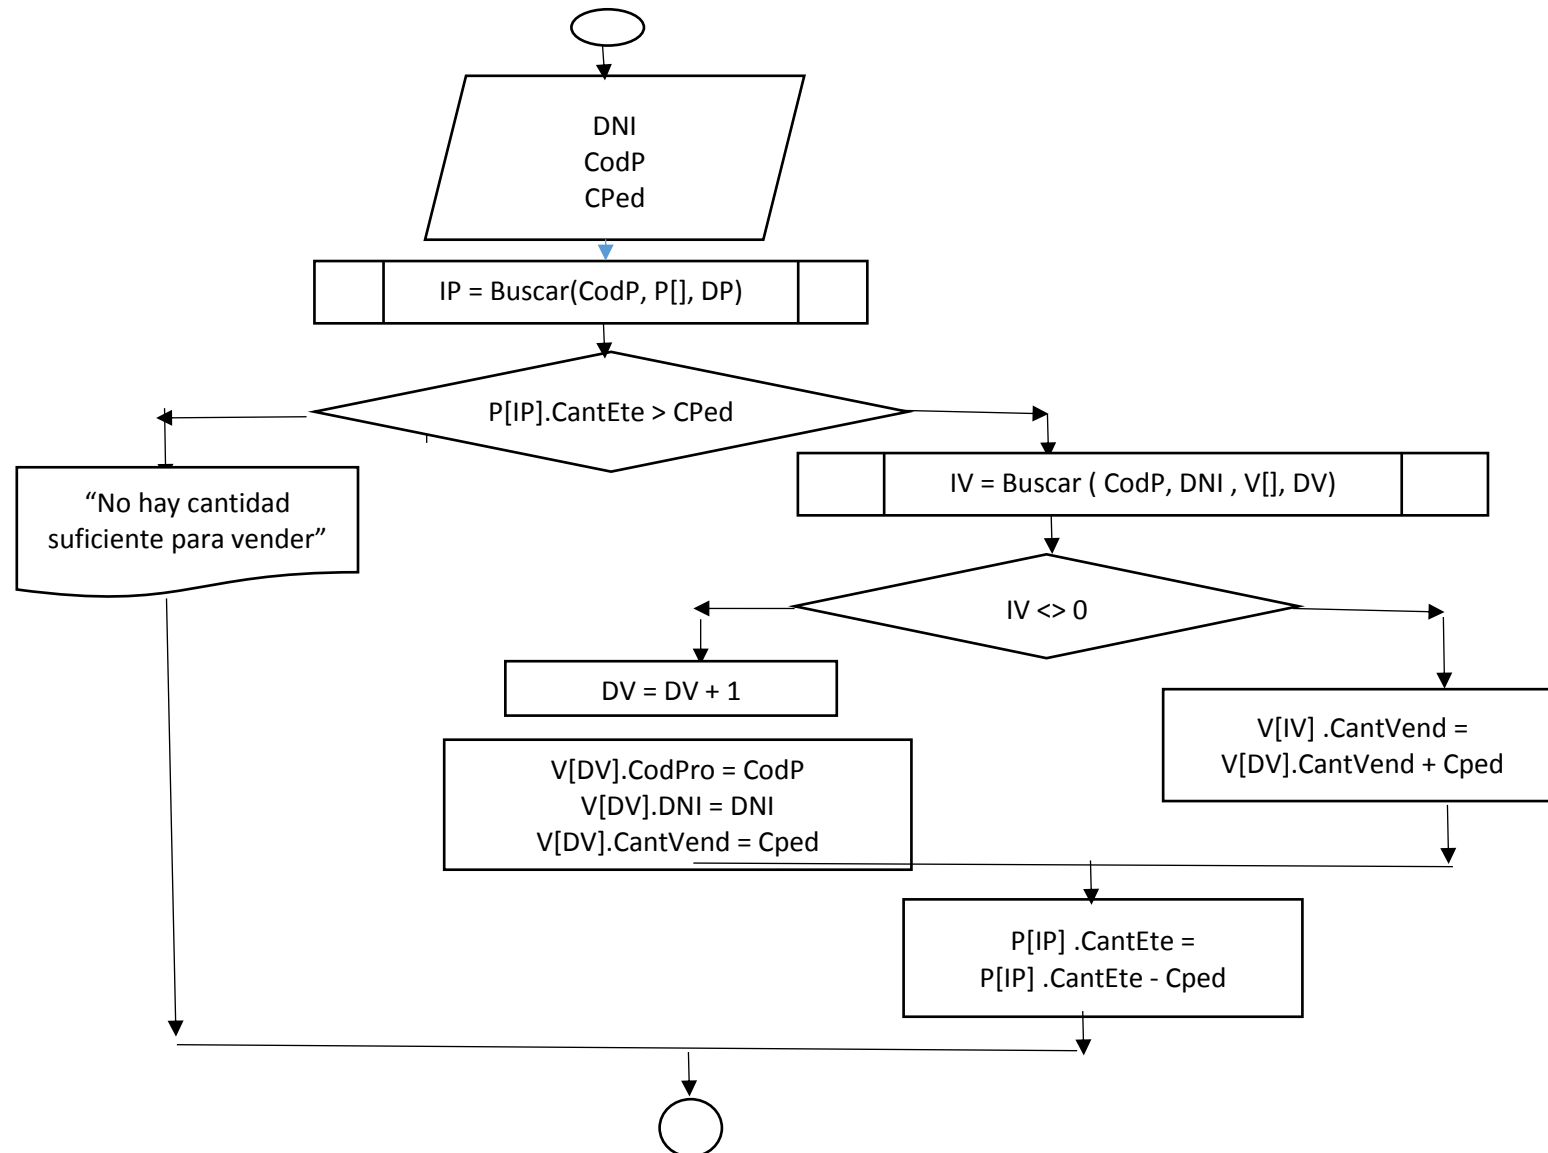 DNI
CodP
CPed
IP = Buscar(CodP, P[], DP)
P[IP].CantEte > CPed
“No hay cantidad
suficiente para vender”
IV = Buscar ( CodP, DNI , V[], DV)
IV <> 0
DV = DV + 1
V[DV].CodPro = CodP
V[DV].DNI = DNI
V[DV].CantVend = Cped
V[IV] .CantVend =
V[DV].CantVend + Cped
P[IP] .CantEte =
P[IP] .CantEte - Cped